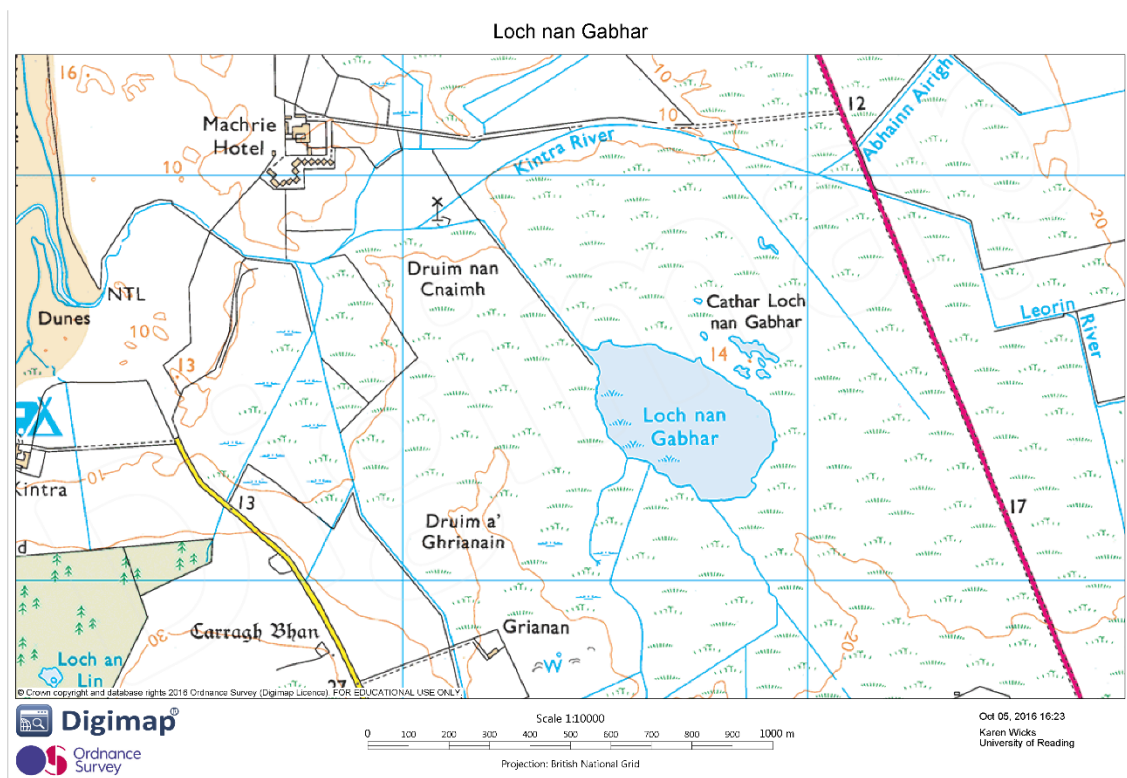 Loch nan Gabhar
16
10
12
Abhainn Airigh
Machrie
Hotel
10
10
Kintra River
20
NTL
Dunes
10
Druim nan
Cnaimh
Cathar Loch
nan Gabhar
14
Leorin
River
13
Loch nan
Gabhar
10
Kintra
13
17
d
Druim a'
Ghrianain
Carragh Bhan
Grianan
30
20
W
Loch an
Lin
27
© Crown copyright and database rights 2016 Ordnance Survey (Digimap Licence). FOR EDUCATIONAL USE ONLY.
Digimap®
Ordnance
Survey
Scale 1:10000
0 100 200 300 400 500 600 700 800 900 1000 m
Projection: British National Grid
Oct 05, 2016 16:23
Karen Wicks
University of Reading